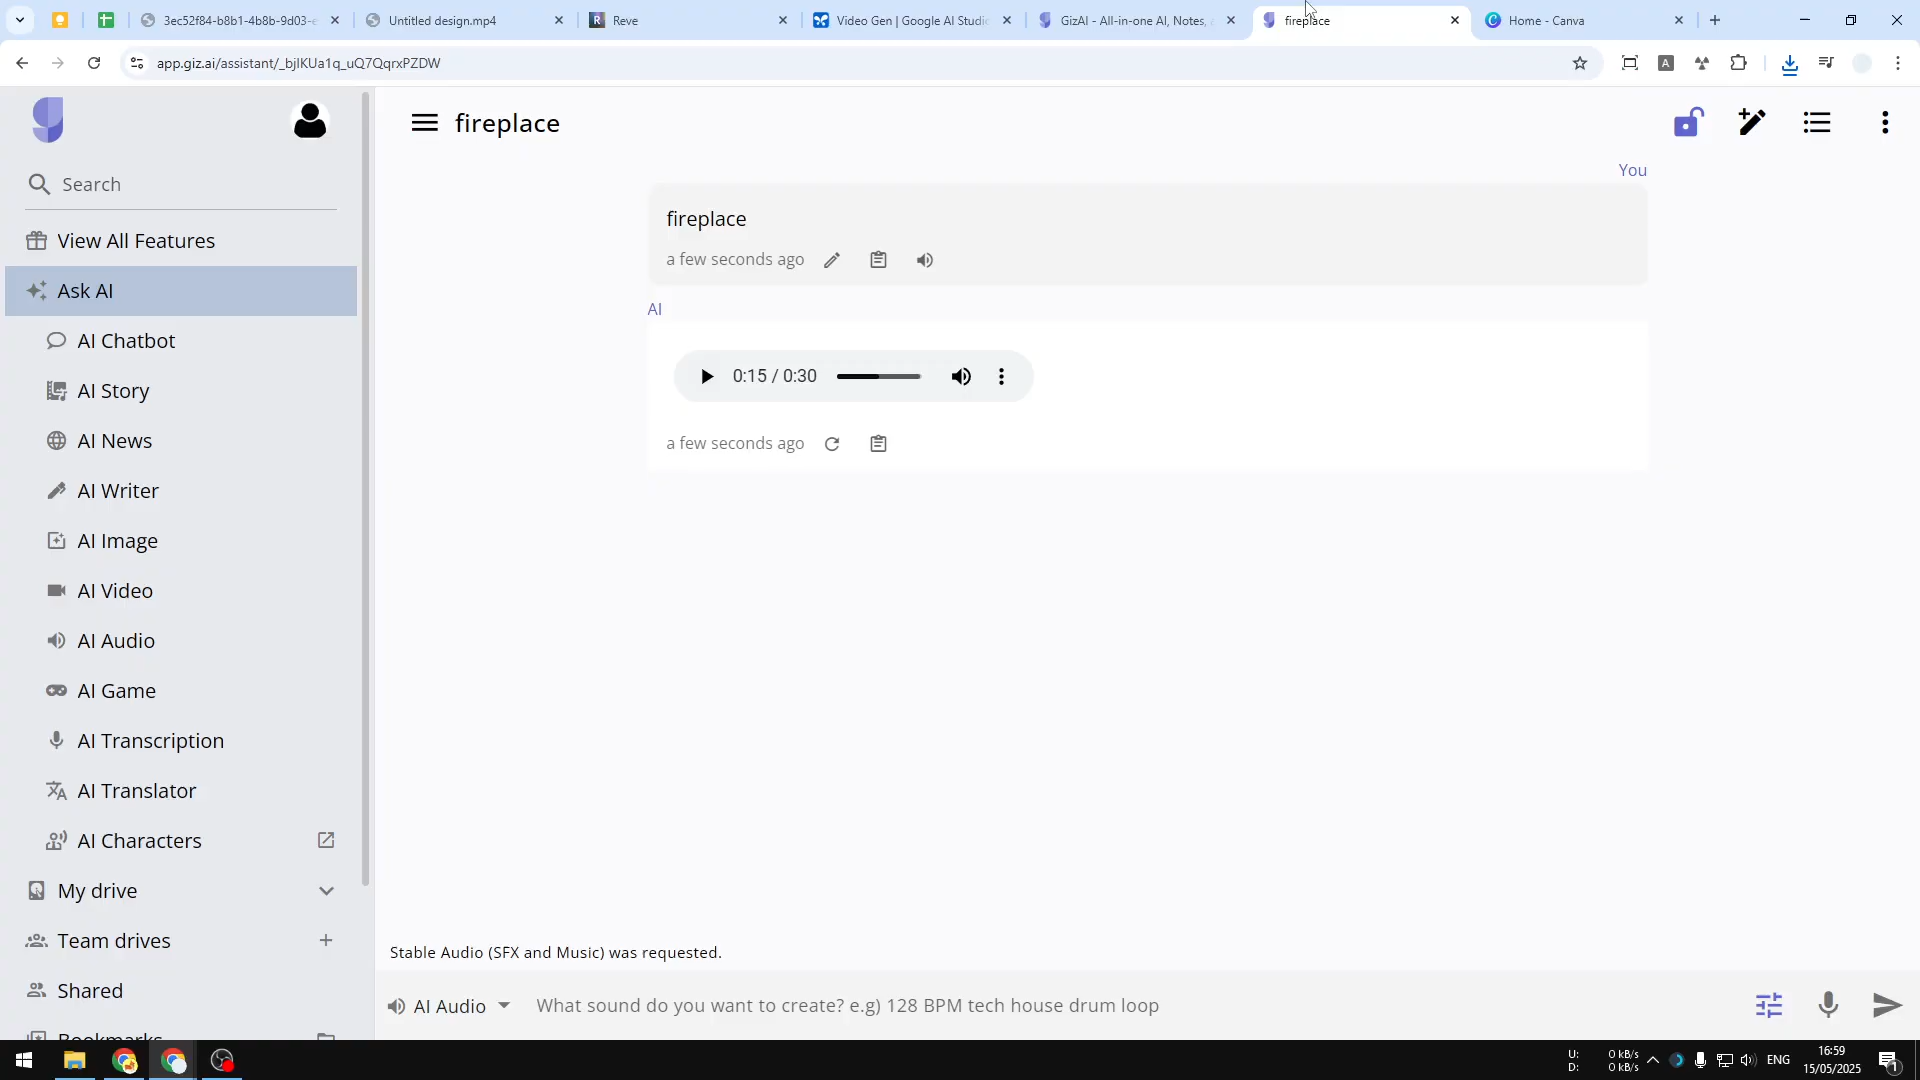 3ec52f84-b8b1-4b8b-9d03-e
Untitled design.mp4
Reve
Video Gen | Google AI Studio
GizAI - All-in-one AI, Notes,
fireplace
Home - Canva
app.giz.ai/assistant/_bjIKUa1q_uQ7QqrxPZDW
fireplace
You
Search
fireplace
View All Features
a few seconds ago
Ask AI
AI
AI Chatbot
0:15 / 0:30
AI Story
AI News
a few seconds ago
AI Writer
AI Image
AI Video
AI Audio
AI Game
AI Transcription
AI Translator
AI Characters
My drive
Team drives
Stable Audio (SFX and Music) was requested.
Shared
AI Audio
What sound do you want to create? e.g) 128 BPM tech house drum loop
Bookmarks
U: 0 kB/s
D: 0 kB/s
ENG
16:59
15/05/2025
1